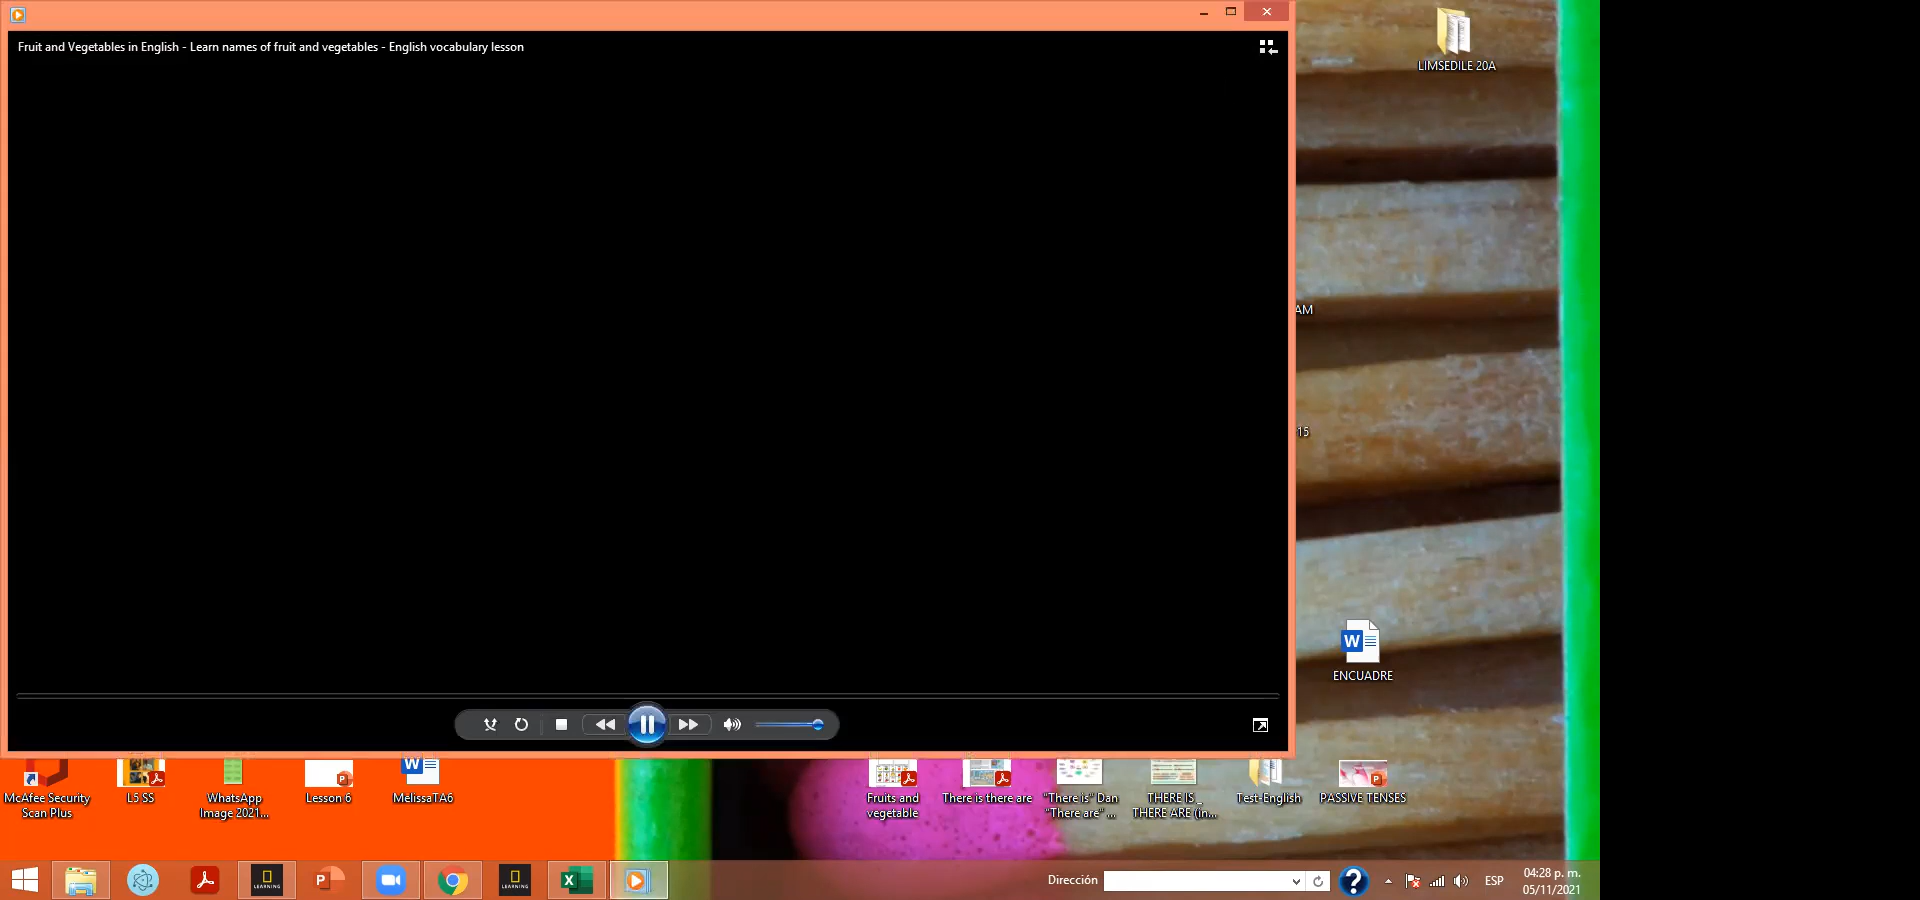 Fruit and Vegetables in English - Learn names of fruit and vegetables - English vocabulary lesson
LIMSEDILE 20A
AM
15
ENCUADRE
McAfee Security
Scan Plus
L5 SS
WhatsApp
Image 2021...
Lesson 6
MelissaTA6
Fruits and
vegetable
There is there are
"There is" Dan
"There are" ...
THERE IS _
THERE ARE (in...
Test-English
PASSIVE TENSES
LEARNING
LEARNING
Dirección
ESP
04:28 p. m.
05/11/2021